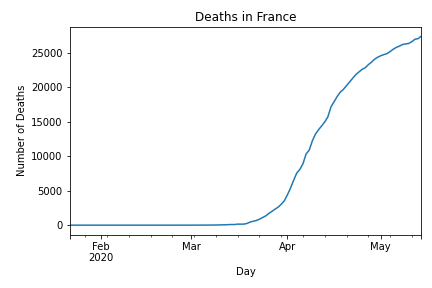 Deaths in France
Number of Deaths
25000
20000
15000
10000
5000
0
Feb
2020
Mar
Apr
May
Day